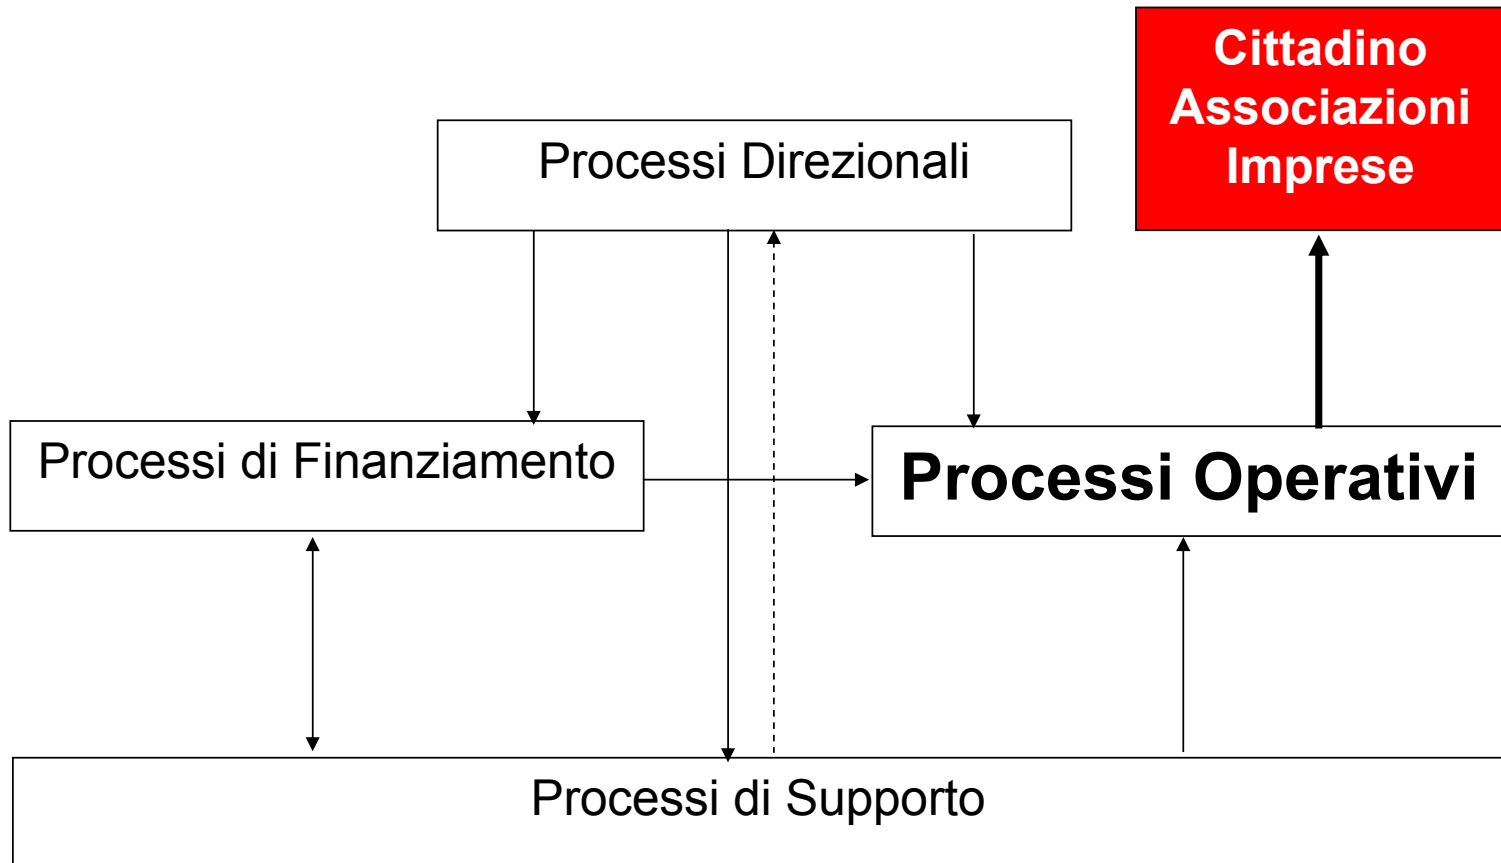 Cittadino
Associazioni
Imprese
Processi Direzionali
Processi di Finanziamento
Processi Operativi
Processi di Supporto